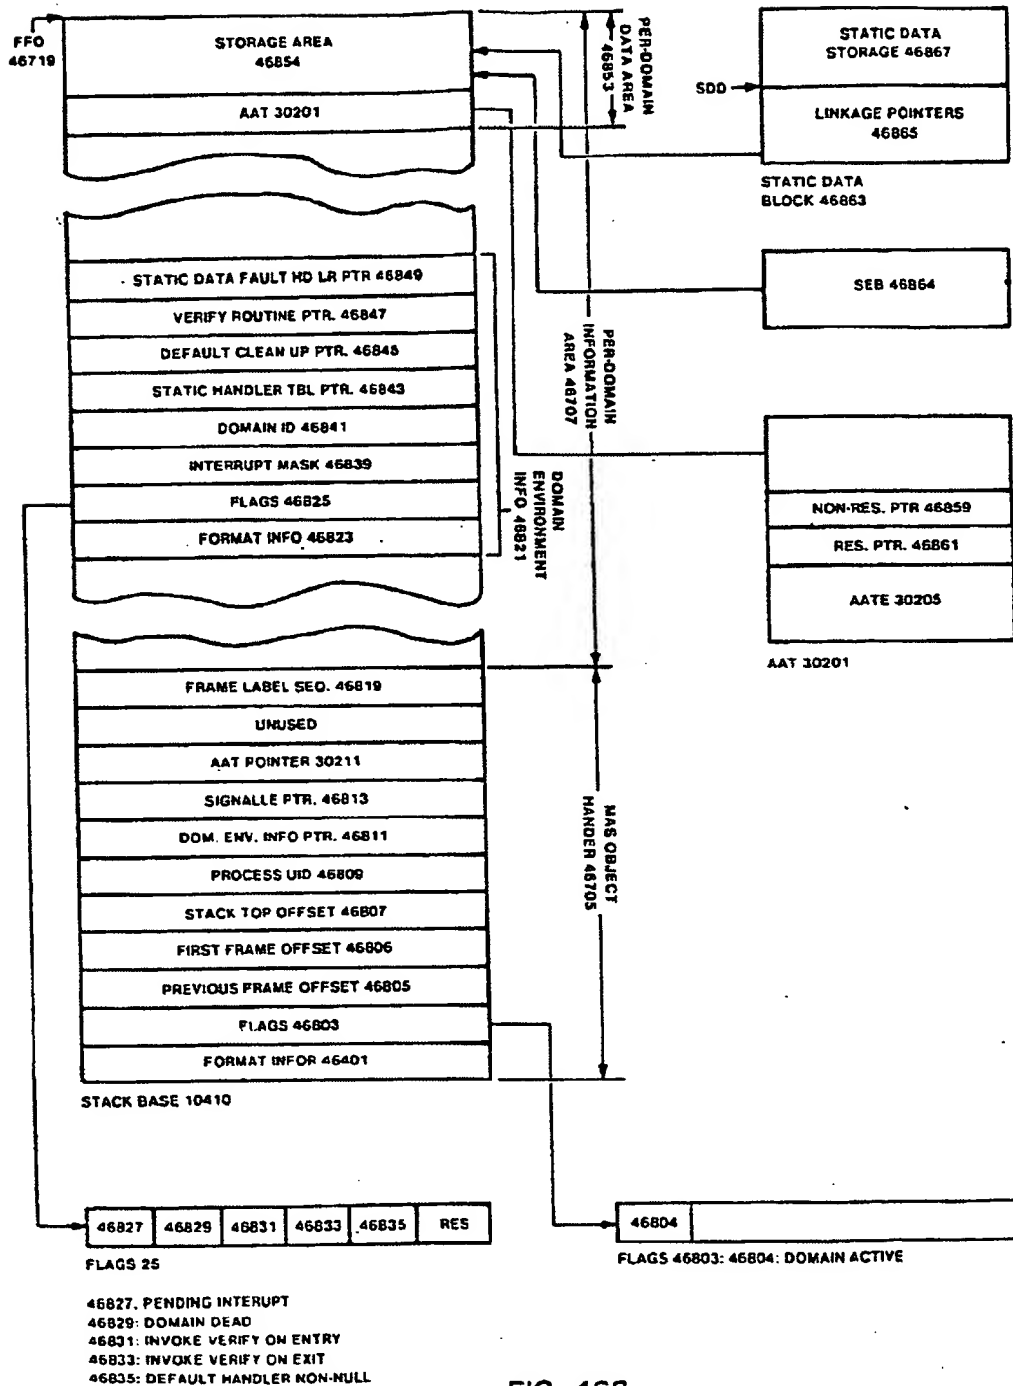 FFO
46719
STORAGE AREA
46854
AAT 30201
PER-DOMAIN
DATA AREA
46853
STATIC DATA
STORAGE 46867
SDD
LINKAGE POINTERS
46865
STATIC DATA
BLOCK 46863
STATIC DATA FAULT HD LR PTR 46849
VERIFY ROUTINE PTR. 46847
DEFAULT CLEAN UP PTR. 46845
STATIC HANDLER TBL PTR. 46843
DOMAIN ID 46841
INTERRUPT MASK 46839
FLAGS 46825
FORMAT INFO 46823
DOMAIN
ENVIRONMENT
INFO 46821
PER-DOMAIN
INFORMATION
AREA 46707
SEB 46864
NON-RES. PTR 46859
RES. PTR. 46861
AATE 30205
AAT 30201
FRAME LABEL SEQ. 46819
UNUSED
AAT POINTER 30211
SIGNALLE PTR. 46813
DOM. ENV. INFO PTR. 46811
PROCESS UID 46809
STACK TOP OFFSET 46807
FIRST FRAME OFFSET 46806
PREVIOUS FRAME OFFSET 46805
FLAGS 46803
FORMAT INFOR 46401
MAS OBJECT
HANDER 46705
STACK BASE 10410
46827 46829 46831 46833 46835 RES
FLAGS 25
46804
FLAGS 46803: 46804: DOMAIN ACTIVE
46827. PENDING INTERUPT
46829: DOMAIN DEAD
46831: INVOKE VERIFY ON ENTRY
46833: INVOKE VERIFY ON EXIT
46835: DEFAULT HANDLER NON-NULL